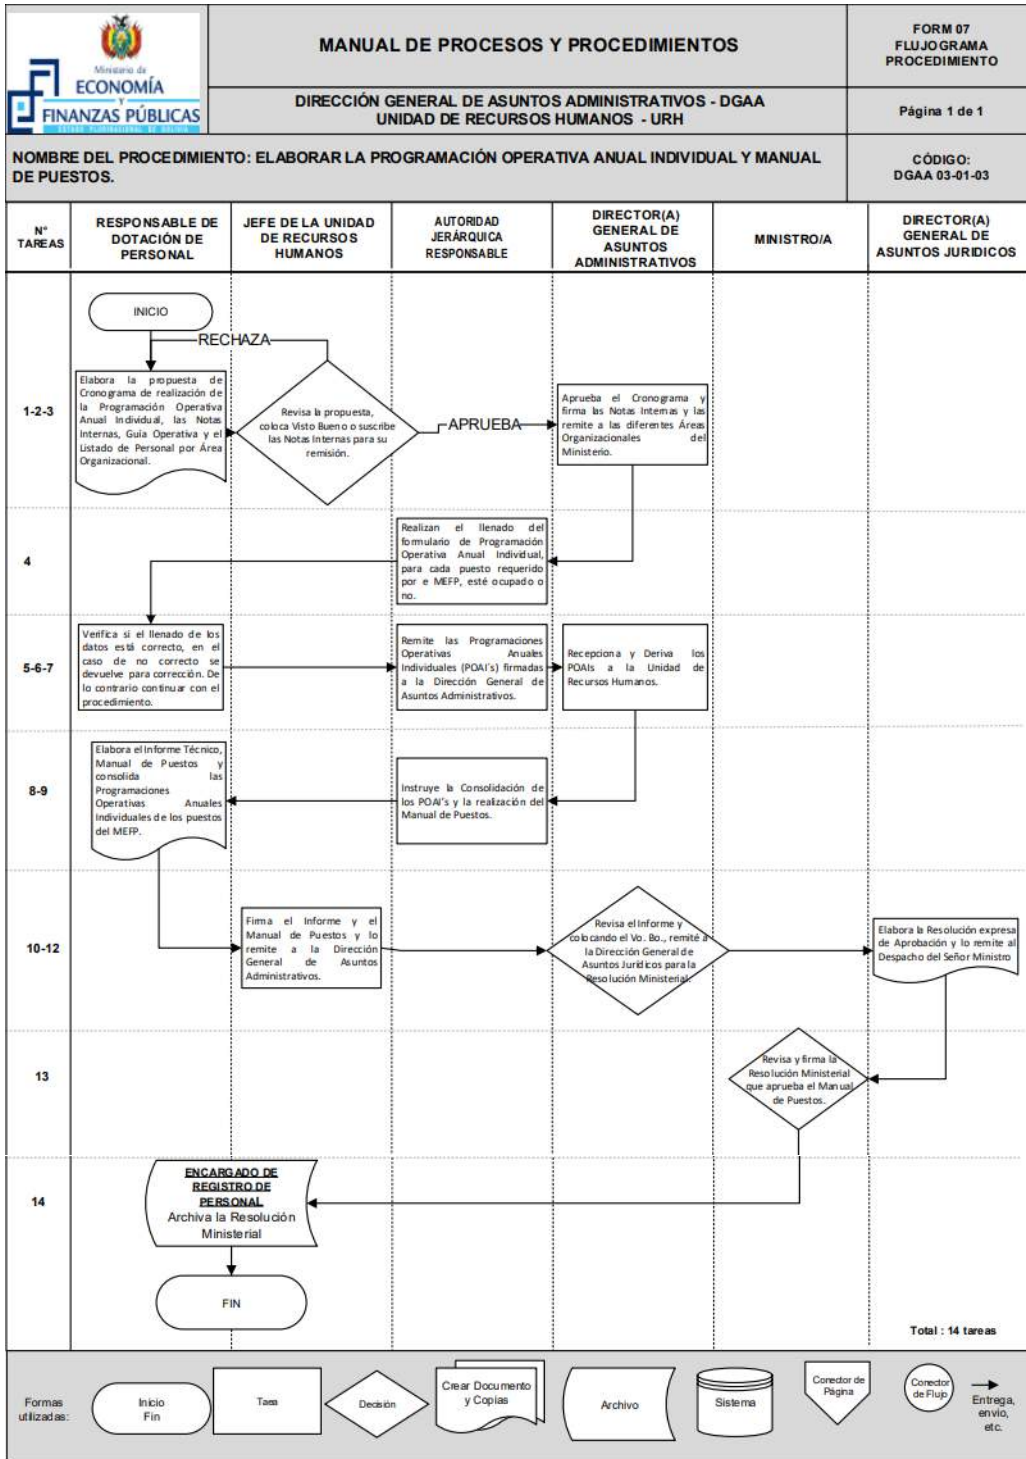 Ministerio de
ECONOMÍA
Y
FINANZAS PÚBLICAS
ESTADO PLURINACIONAL DE BOLIVIA
MANUAL DE PROCESOS Y PROCEDIMIENTOS
FORM 07
FLUJOGRAMA
PROCEDIMIENTO
DIRECCIÓN GENERAL DE ASUNTOS ADMINISTRATIVOS - DGAA
UNIDAD DE RECURSOS HUMANOS - URH
Página 1 de 1
NOMBRE DEL PROCEDIMIENTO: ELABORAR LA PROGRAMACIÓN OPERATIVA ANUAL INDIVIDUAL Y MANUAL
DE PUESTOS.
CÓDIGO:
DGAA 03-01-03
N°
TAREAS
RESPONSABLE DE
DOTACIÓN DE
PERSONAL
JEFE DE LA UNIDAD
DE RECURSOS
HUMANOS
AUTORIDAD
JERÁRQUICA
RESPONSABLE
DIRECTOR(A)
GENERAL DE
ASUNTOS
ADMINISTRATIVOS
MINISTRO/A
DIRECTOR(A)
GENERAL DE
ASUNTOS JURIDICOS
INICIO
RECHAZA
1-2-3
Elabora la propuesta de
Cronograma de realización de
la Programación Operativa
Anual Individual, las Notas
Internas, Guía Operativa y el
Listado de Personal por Área
Organizacional.
Revisa la propuesta,
coloca Visto Bueno o suscribe
las Notas Internas para su
remisión.
APRUEBA
Aprueba el Cronograma y
firma las Notas Internas y las
remite a las diferentes Áreas
Organizacionales del
Ministerio.
4
Realizan el llenado del
formulario de Programación
Operativa Anual Individual,
para cada puesto requerido
por e MEFP, esté ocupado o
no.
5-6-7
Verifica si el llenado de los
datos está correcto, en el
caso de no correcto se
devuelve para corrección. De
lo contrario continuar con el
procedimiento.
Remite las Programaciones
Operativas Anuales
Individuales (POAI´s) firmadas
a la Dirección General de
Asuntos Administrativos.
Recepciona y Deriva los
POAIs a la Unidad de
Recursos Humanos.
8-9
Elabora el Informe Técnico,
Manual de Puestos y
consolida las
Programaciones
Operativas Anuales
Individuales de los puestos
del MEFP.
Instruye la Consolidación de
los POAI's y la realización del
Manual de Puestos.
10-12
Firma el Informe y el
Manual de Puestos y lo
remite a la Dirección
General de Asuntos
Administrativos.
Revisa el Informe y
colocando el Vo. Bo., remité a
la Dirección General de
Asuntos Jurídicos para la
Resolución Ministerial.
Elabora la Resolución expresa
de Aprobación y lo remite al
Despacho del Señor Ministro
13
Revisa y firma la
Resolución Ministerial
que aprueba el Manual
de Puestos.
14
ENCARGADO DE
REGISTRO DE
PERSONAL
Archiva la Resolución
Ministerial
FIN
Total : 14 tareas
Formas
utilizadas:
Inicio
Fin
Tarea
Decisión
Crear Documento
y Copias
Archivo
Sistema
Conector de
Página
Conector
de Flujo
Entrega,
envio,
etc.